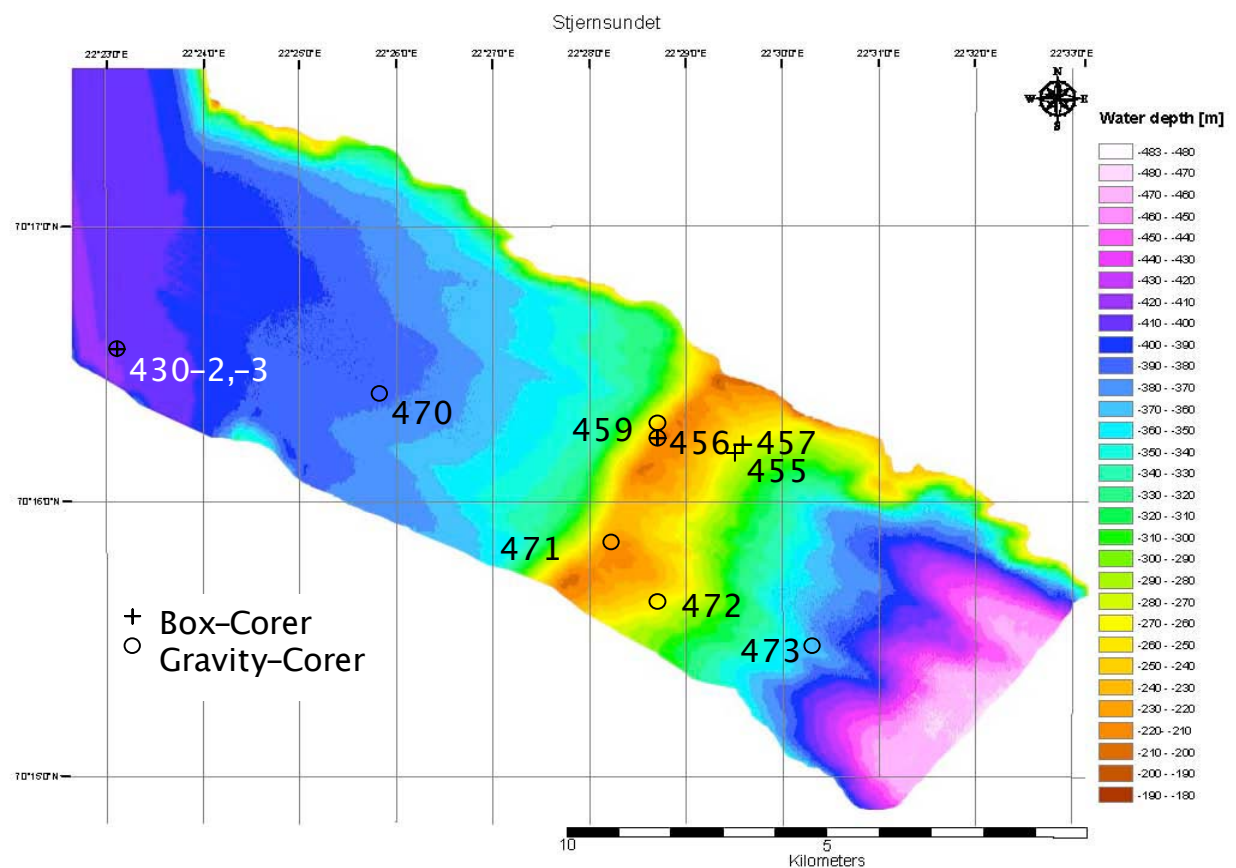 Stjernsundet
22°23'0"E 22°24'0"E 22°25'0"E 22°26'0"E 22°27'0"E 22°28'0"E 22°29'0"E 22°30'0"E 22°31'0"E 22°32'0"E 22°33'0"E
N
W E
S
Water depth [m]
-483 - -480
-480 - -470
-470 - -460
-460 - -450
-450 - -440
-440 - -430
-430 - -420
-420 - -410
-410 - -400
-400 - -390
-390 - -380
-380 - -370
-370 - -360
-360 - -350
-350 - -340
-340 - -330
-330 - -320
-320 - -310
-310 - -300
-300 - -290
-290 - -280
-280 - -270
-270 - -260
-260 - -250
-250 - -240
-240 - -230
-230 - -220
-220 - -210
-210 - -200
-200 - -190
-190 - -180
70°17'0"N
430-2,-3
470
459
456+457
455
70°16'0"N
471
472
473
Box-Corer
Gravity-Corer
70°15'0"N
10 5
Kilometers